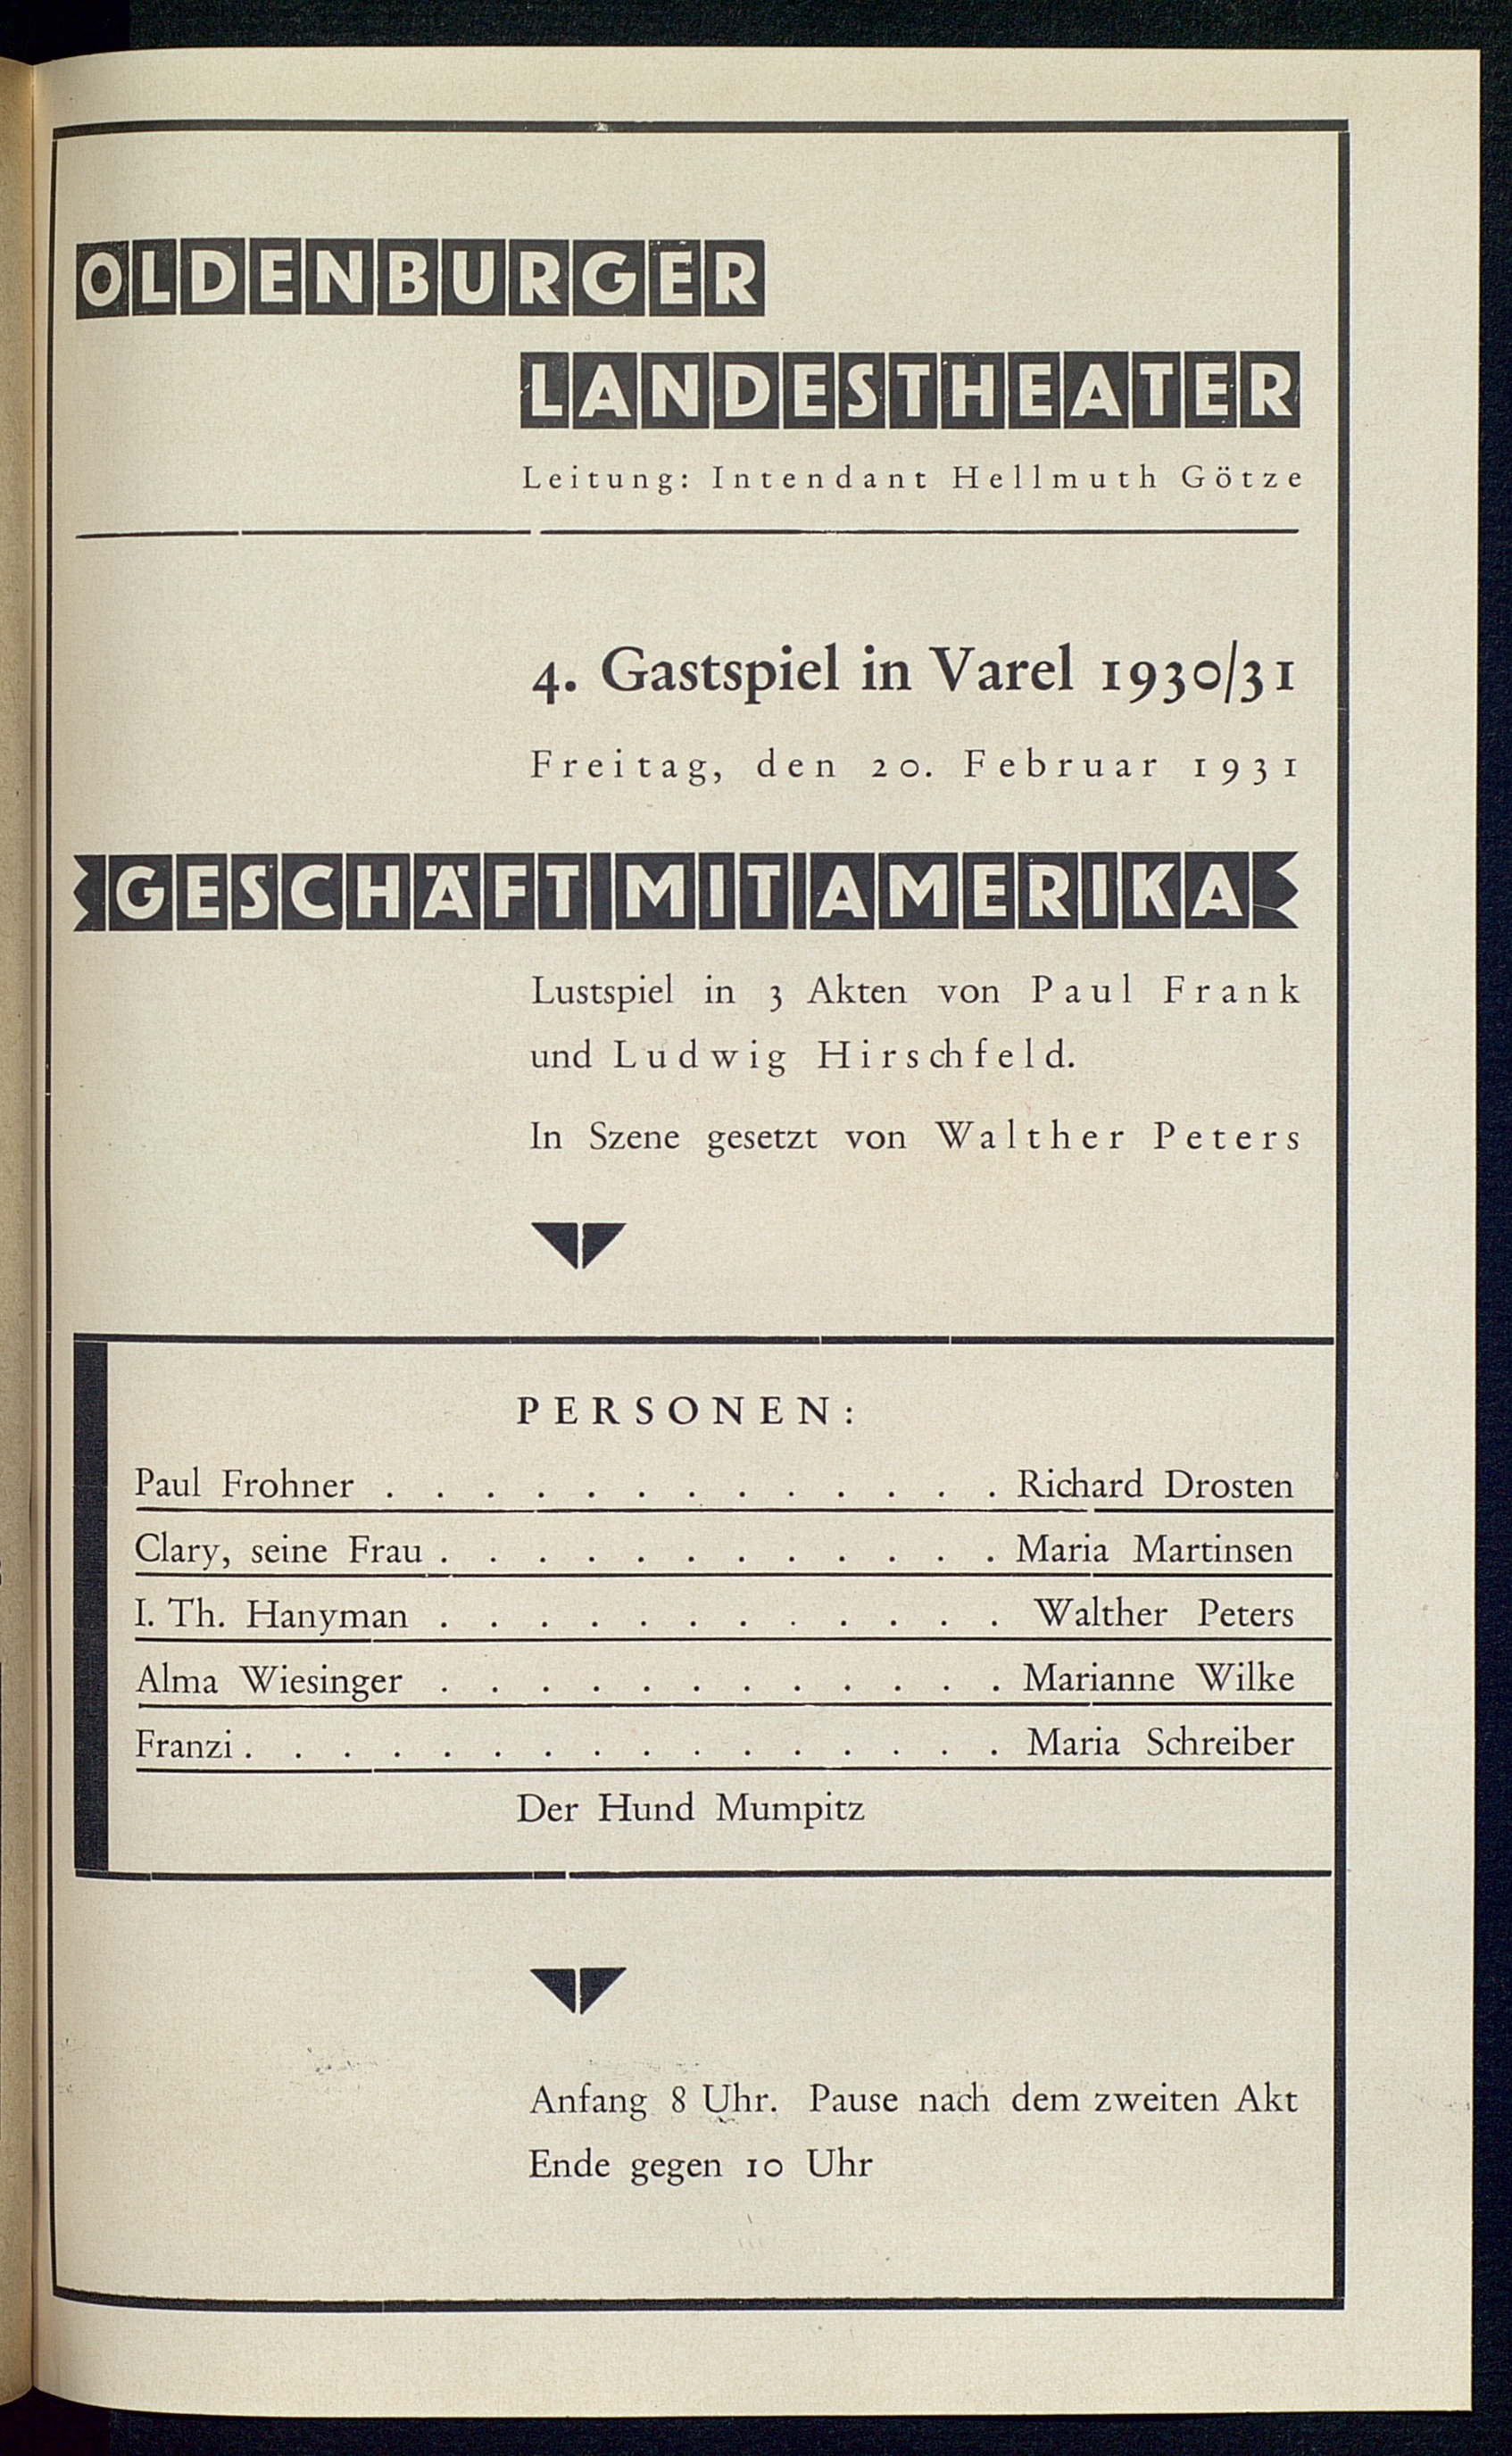 OLDENBURGER
LANDESTHEATER
Leitung: Intendant Hellmuth Götze
4. Gastspiel in Varel 1930/31
Freitag, den 20. Februar 1931
GESCHÄFT MIT AMERIKA
Lustspiel in 3 Akten von Paul Frank
und Ludwig Hirschfeld.
In Szene gesetzt von Walther Peters
PERSONEN:
Paul Frohner . . . . . . . . . . . . . Richard Drosten
Clary, seine Frau . . . . . . . . . . . . Maria Martinsen
I. Th. Hanyman . . . . . . . . . . . . Walther Peters
Alma Wiesinger . . . . . . . . . . . . Marianne Wilke
Franzi . . . . . . . . . . . . . . . . Maria Schreiber
Der Hund Mumpitz
Anfang 8 Uhr. Pause nach dem zweiten Akt
Ende gegen 10 Uhr